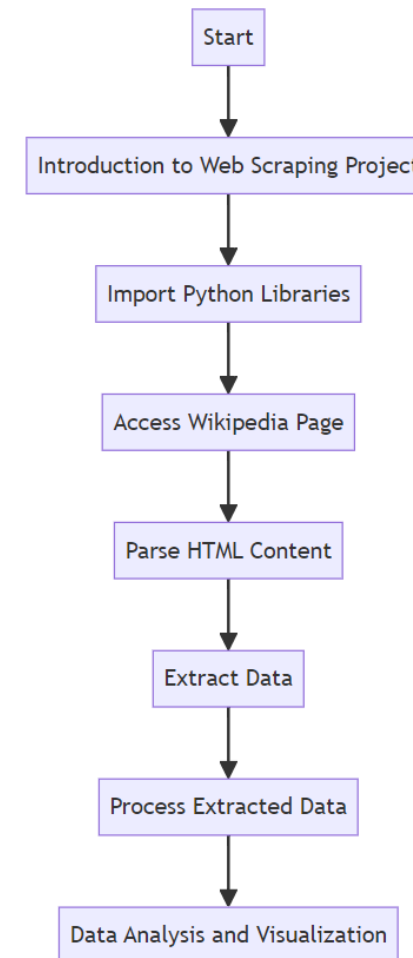 Start
Introduction to Web Scraping Project
Import Python Libraries
Access Wikipedia Page
Parse HTML Content
Extract Data
Process Extracted Data
Data Analysis and Visualization